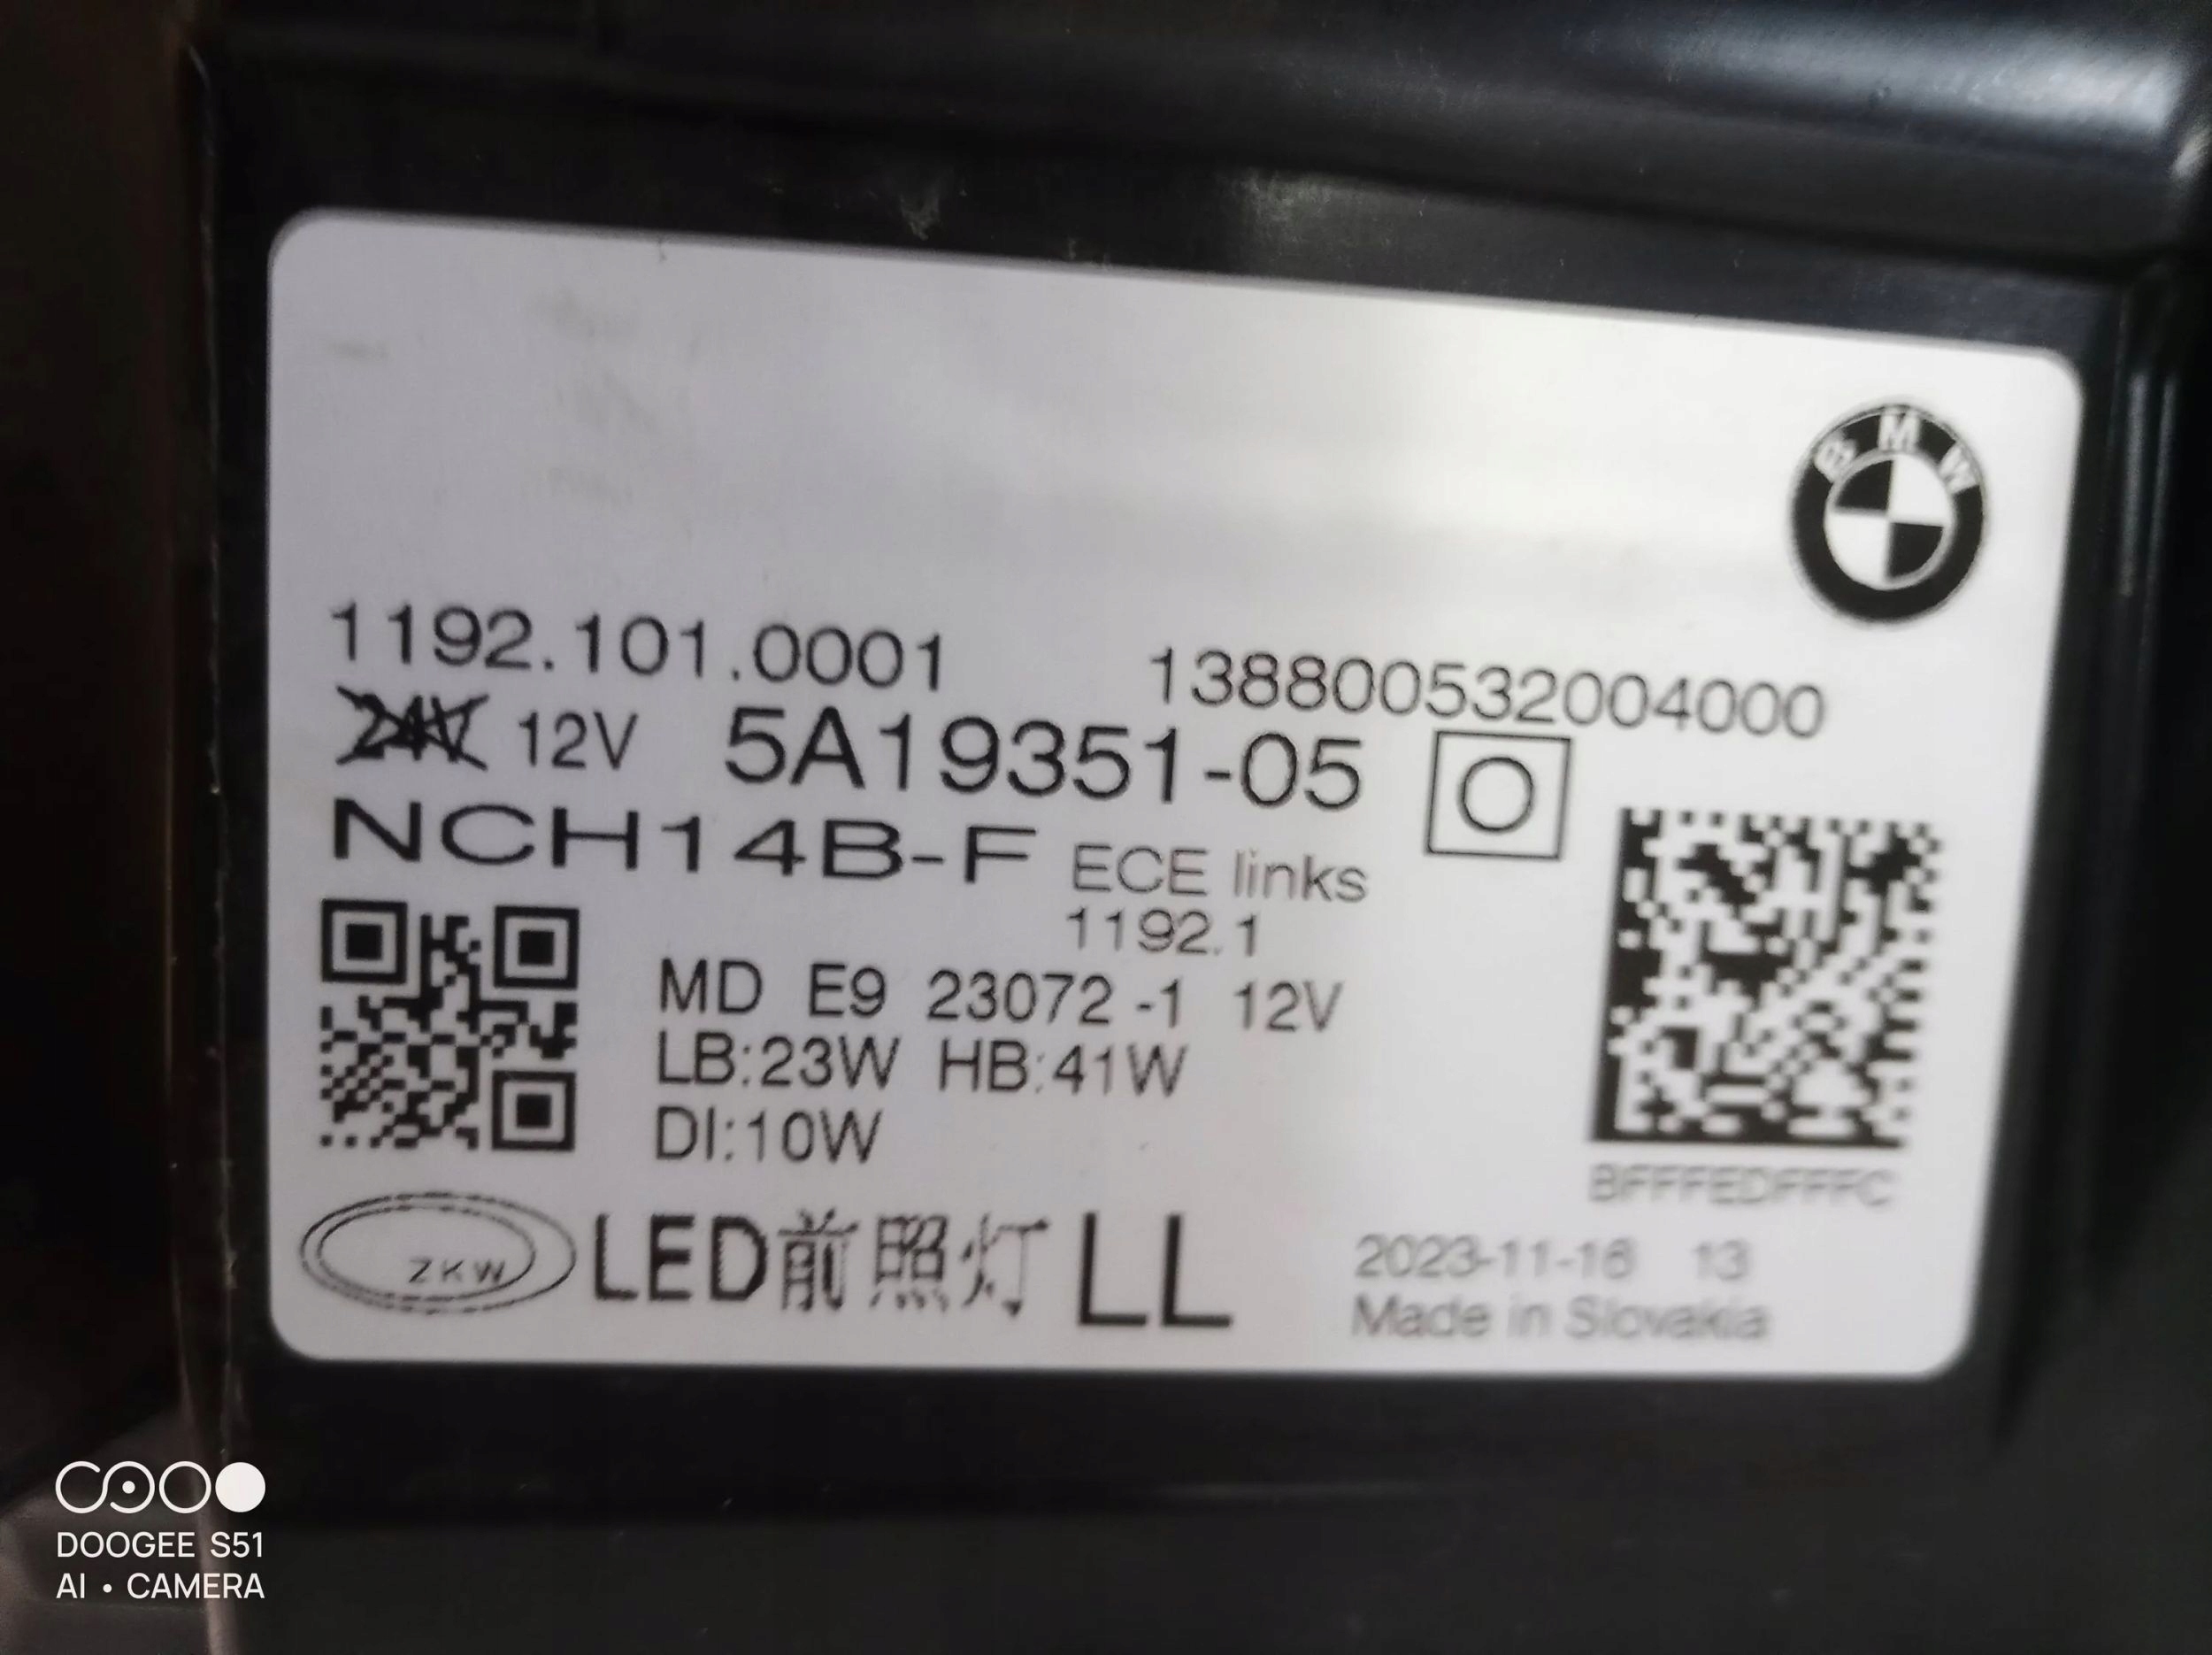 BMW
1192.101.0001 138800532004000
24V 12V 5A19351-05 O
NCH14B-F ECE links
1192.1
MD E9 23072 -1 12V
LB:23W HB:41W
DI:10W
BFFFEDFFFC
ZKW LED前照灯 LL
2023-11-16 13
Made in Slovakia
DOOGEE S51
AI • CAMERA